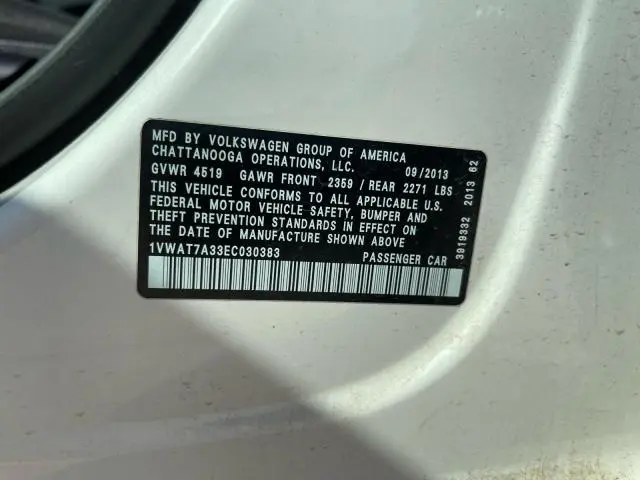 MFD BY VOLKSWAGEN GROUP OF AMERICA
CHATTANOOGA OPERATIONS, LLC. 09/2013
GVWR 4519 GAWR FRONT 2359 / REAR 2271 LBS
THIS VEHICLE CONFORMS TO ALL APPLICABLE U.S.
FEDERAL MOTOR VEHICLE SAFETY, BUMPER AND
THEFT PREVENTION STANDARDS IN EFFECT ON
THE DATE OF MANUFACTURE SHOWN ABOVE
1VWAT7A33EC030383 PASSENGER CAR
3919332 2013 62